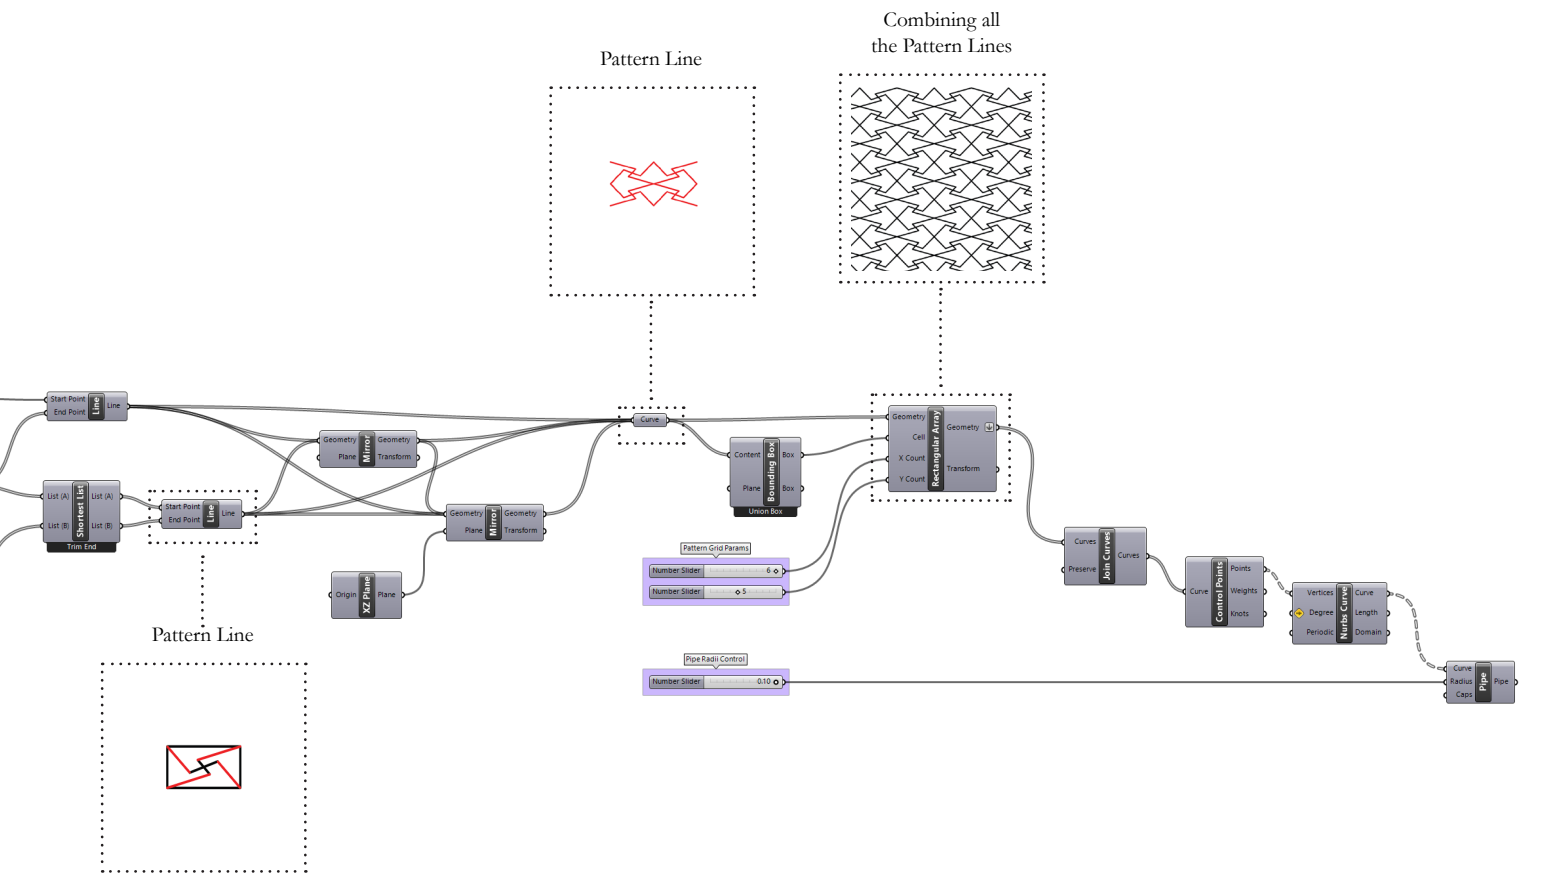 Combining all
the Pattern Lines
Pattern Line
Start Point
End Point
Line
Line
Geometry
Plane
Mirror
Geometry
Transform
Curve
Geometry
Cell
X Count
Y Count
Rectangular Array
Geometry
Transform
Content
Plane
Bounding Box
Box
Box
Union Box
List (A)
List (B)
Shortest List
List (A)
List (B)
Trim End
Start Point
End Point
Line
Line
Geometry
Plane
Mirror
Geometry
Transform
Origin
XZ Plane
Plane
Pattern Grid Params
Number Slider 6
Number Slider 5
Curves
Preserve
Join Curves
Curves
Curve
Control Points
Points
Weights
Knots
Vertices
Degree
Periodic
Nurbs Curve
Curve
Length
Domain
Pattern Line
Pipe Radii Control
Number Slider 0.10
Curve
Radius
Caps
Pipe
Pipe